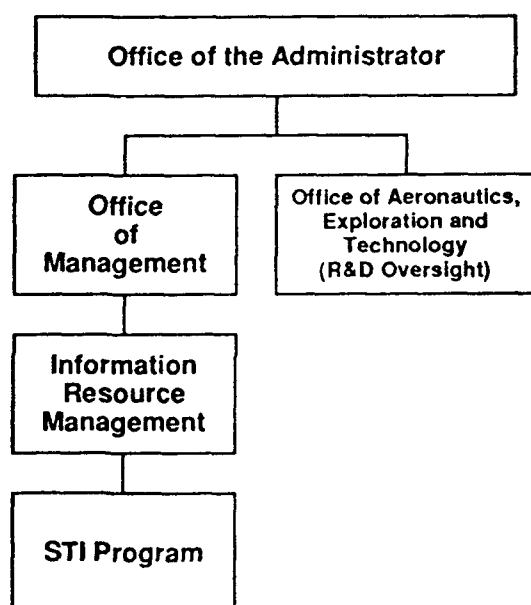 Office of the Administrator
Office
of
Management
Office of Aeronautics,
Exploration and
Technology
(R&D Oversight)
Information
Resource
Management
STI Program